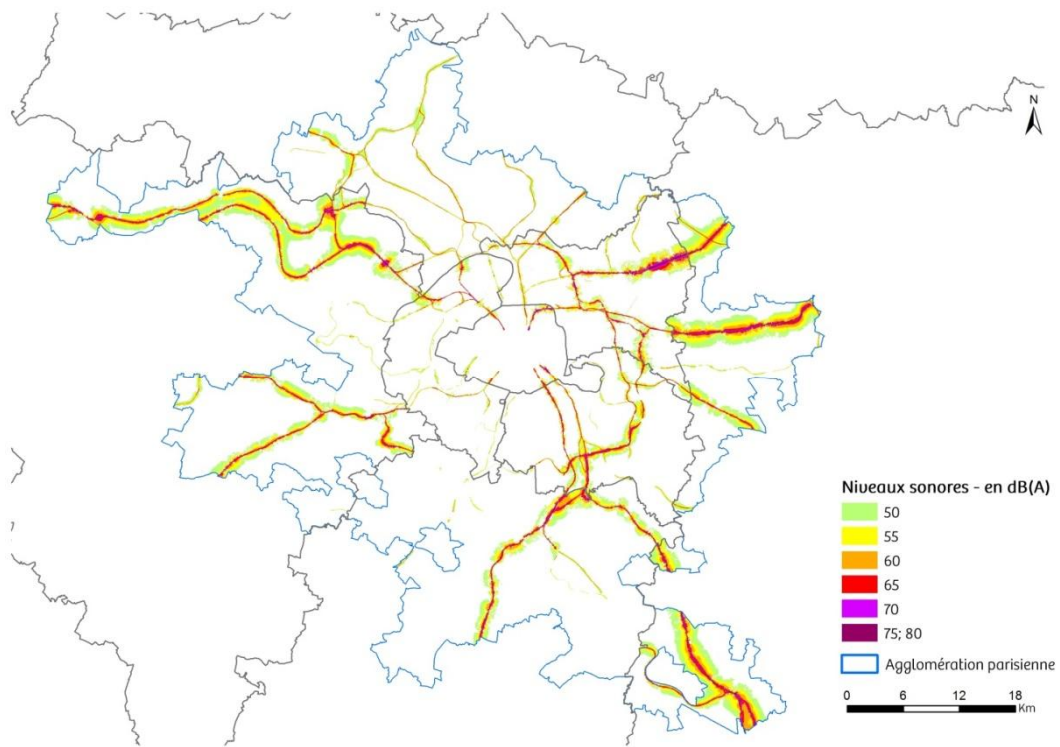 N
Niveaux sonores - en dB(A)
50
55
60
65
70
75; 80
Agglomération parisienne
0 6 12 18
Km